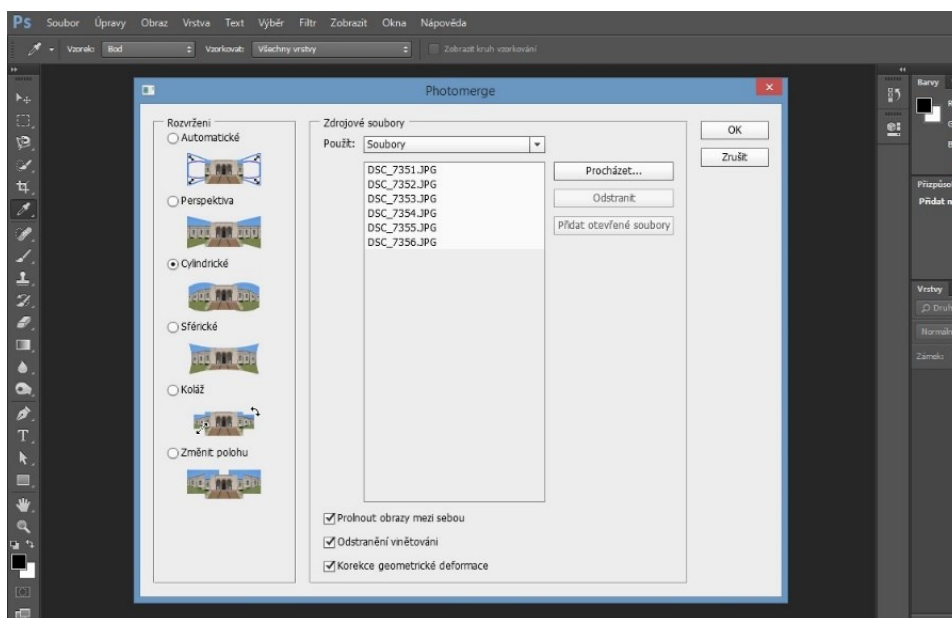 Ps Soubor Úpravy Obraz Vrstva Text Výběr Filtr Zobrazit Okna Nápověda
Vzorek: Bod Vzorkovat: Všechny vrstvy Zobrazit kruh vzorkování
Photomerge
Rozvržení
Automatické
Perspektiva
Cylindrické
Sférické
Koláž
Změnit polohu
Zdrojové soubory
Použít: Soubory
DSC_7351.JPG
DSC_7352.JPG
DSC_7353.JPG
DSC_7354.JPG
DSC_7355.JPG
DSC_7356.JPG
Procházet...
Odstranit
Přidat otevřené soubory
Prolnout obrazy mezi sebou
Odstranění vinětování
Korekce geometrické deformace
OK
Zrušit
Barvy
R
G
B
Přizpůso
Přidat n
Vrstvy
Druh
Normáln
Zámek: